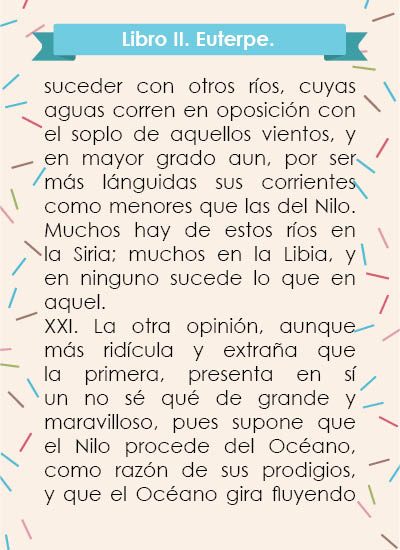 Libro II. Euterpe.
suceder con otros ríos, cuyas
aguas corren en oposición con
el soplo de aquellos vientos, y
en mayor grado aun, por ser
más lánguidas sus corrientes
como menores que las del Nilo.
Muchos hay de estos ríos en
la Siria; muchos en la Libia, y
en ninguno sucede lo que en
aquel.
XXI. La otra opinión, aunque
más ridícula y extraña que
la primera, presenta en sí
un no sé qué de grande y
maravilloso, pues supone que
el Nilo procede del Océano,
como razón de sus prodigios,
y que el Océano gira fluyendo